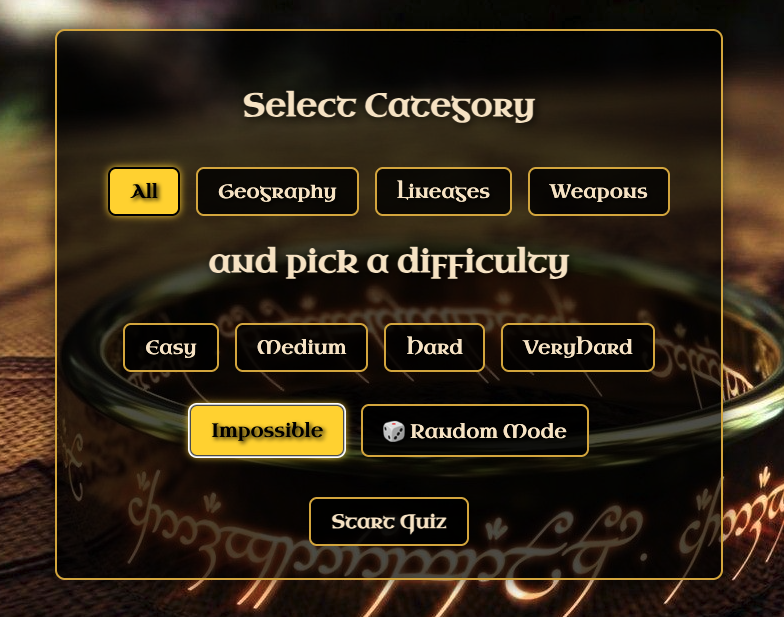 Select Category
All Geography Lineages Weapons
and pick a difficulty
Easy Medium Hard VeryHard
Impossible 🎲 Random Mode
Start Quiz